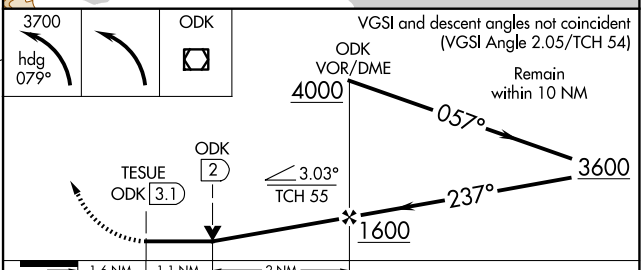 3700
hdg
079°
ODK
VGSI and descent angles not coincident
(VGSI Angle 2.05/TCH 54)
ODK
VOR/DME
Remain
within 10 NM
4000
057°
3600
237°
ODK
2
TESUE
ODK 3.1
3.03°
TCH 55
1600
1.6 NM
1.1 NM
2 NM